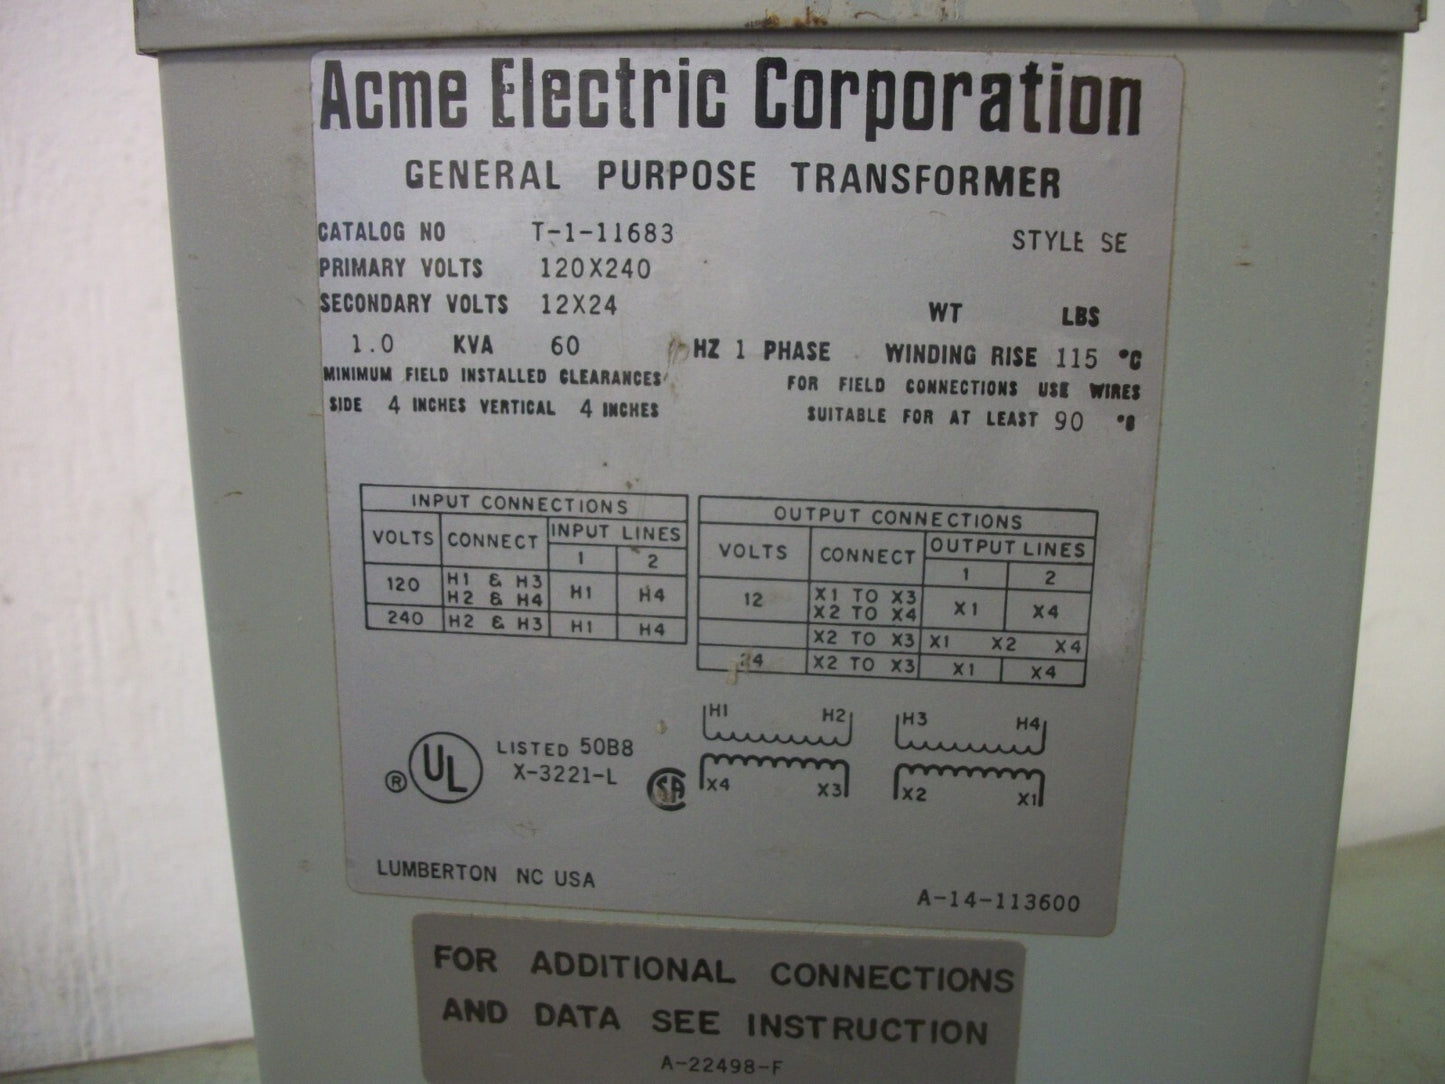 Acme Electric Corporation
GENERAL PURPOSE TRANSFORMER
CATALOG NO T-1-11683 STYLE SE
PRIMARY VOLTS 120X240
SECONDARY VOLTS 12X24 WT LBS
1.0 KVA 60 HZ 1 PHASE WINDING RISE 115 °C
MINIMUM FIELD INSTALLED CLEARANCES
SIDE 4 INCHES VERTICAL 4 INCHES
FOR FIELD CONNECTIONS USE WIRES
SUITABLE FOR AT LEAST 90 °C
INPUT CONNECTIONS
VOLTS CONNECT INPUT LINES
1 2
120 H1 & H3 H1 H4
H2 & H4
240 H2 & H3 H1 H4
OUTPUT CONNECTIONS
VOLTS CONNECT OUTPUT LINES
1 2
12 X1 TO X3 X1 X4
X2 TO X4
X2 TO X3 X1 X2 X4
24 X2 TO X3 X1 X4
H1 H2 H3 H4
X4 X3 X2 X1
® UL LISTED 50B8
X-3221-L
SA
LUMBERTON NC USA
A-14-113600
FOR ADDITIONAL CONNECTIONS
AND DATA SEE INSTRUCTION
A-22498-F